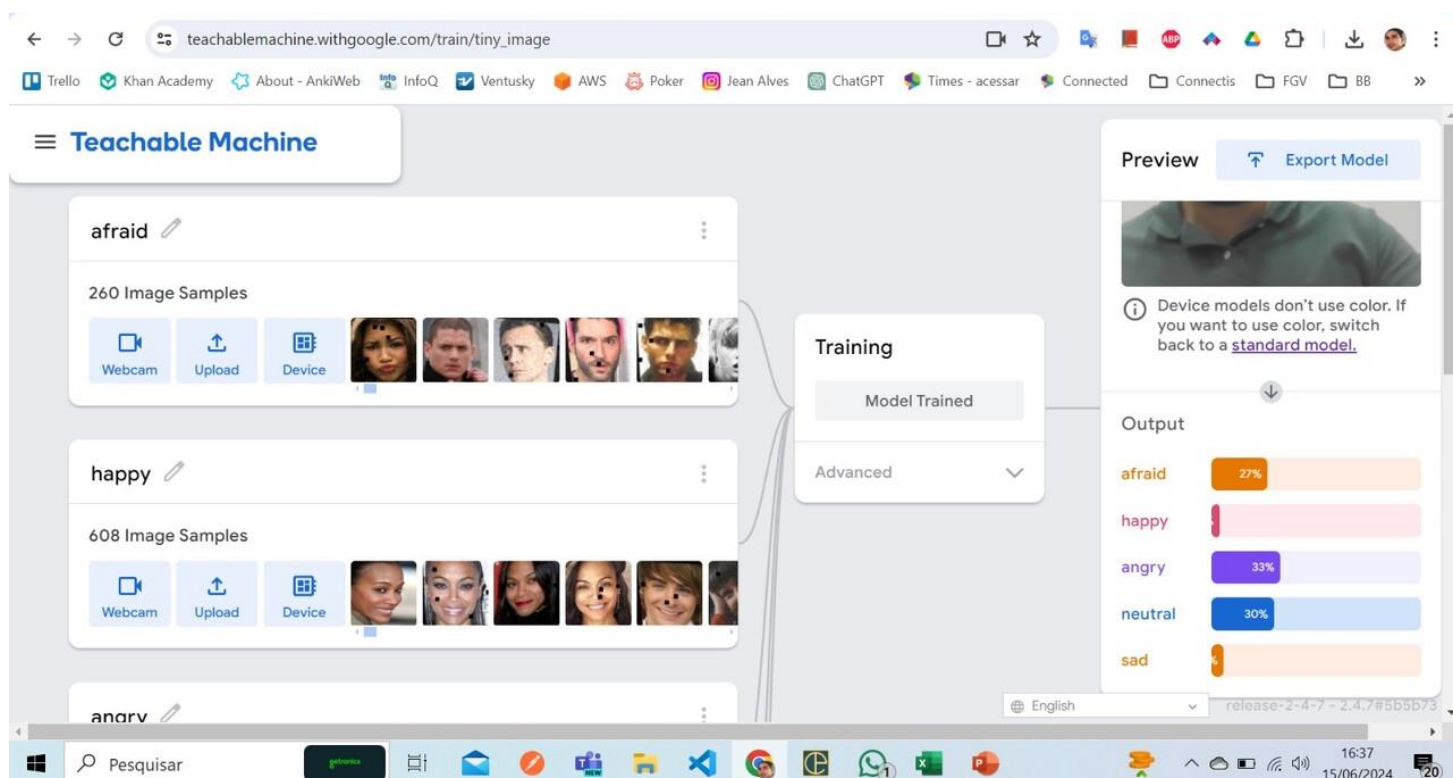 teachablemachine.withgoogle.com/train/tiny_image
ABP
Trello Khan Academy About - AnkiWeb InfoQ Ventusky AWS Poker Jean Alves ChatGPT Times - acessar Connected Connectis FGV BB »
Teachable Machine
afraid
260 Image Samples
Webcam Upload Device
happy
608 Image Samples
Webcam Upload Device
angry
Training
Model Trained
Advanced
Preview Export Model
Device models don't use color. If
you want to use color, switch
back to a standard model.
Output
afraid 27%
happy
angry 33%
neutral 30%
sad
English
release-2-4-7 - 2.4.7#5b5b73
Pesquisar
getronics
NEW
1
16:37
15/06/2024
20